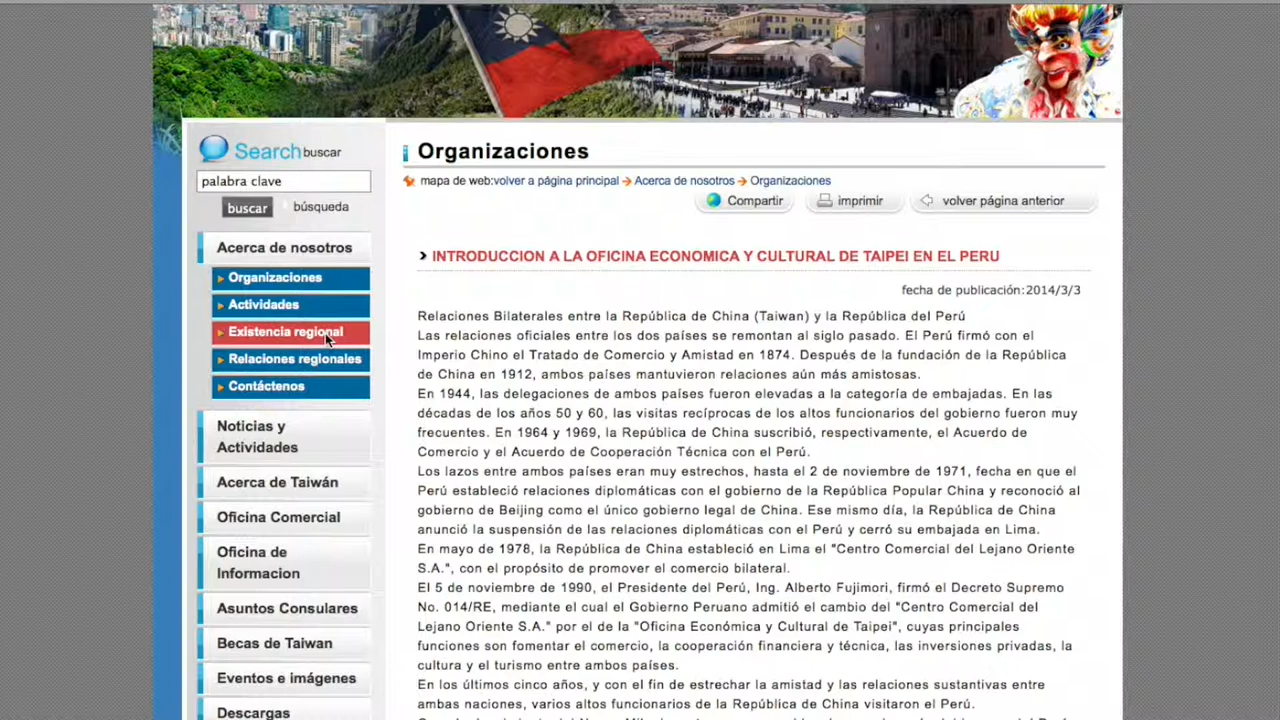 Search buscar
palabra clave
buscar
búsqueda
Acerca de nosotros
Organizaciones
Actividades
Existencia regional
Relaciones regionales
Contáctenos
Noticias y
Actividades
Acerca de Taiwán
Oficina Comercial
Oficina de
Informacion
Asuntos Consulares
Becas de Taiwan
Eventos e imágenes
Descargas
Organizaciones
mapa de web:volver a página principal → Acerca de nosotros → Organizaciones
Compartir
imprimir
volver página anterior
INTRODUCCION A LA OFICINA ECONOMICA Y CULTURAL DE TAIPEI EN EL PERU
fecha de publicación:2014/3/3
Relaciones Bilaterales entre la República de China (Taiwan) y la República del Perú
Las relaciones oficiales entre los dos países se remontan al siglo pasado. El Perú firmó con el
Imperio Chino el Tratado de Comercio y Amistad en 1874. Después de la fundación de la República
de China en 1912, ambos países mantuvieron relaciones aún más amistosas.
En 1944, las delegaciones de ambos países fueron elevadas a la categoría de embajadas. En las
décadas de los años 50 y 60, las visitas recíprocas de los altos funcionarios del gobierno fueron muy
frecuentes. En 1964 y 1969, la República de China suscribió, respectivamente, el Acuerdo de
Comercio y el Acuerdo de Cooperación Técnica con el Perú.
Los lazos entre ambos países eran muy estrechos, hasta el 2 de noviembre de 1971, fecha en que el
Perú estableció relaciones diplomáticas con el gobierno de la República Popular China y reconoció al
gobierno de Beijing como el único gobierno legal de China. Ese mismo día, la República de China
anunció la suspensión de las relaciones diplomáticas con el Perú y cerró su embajada en Lima.
En mayo de 1978, la República de China estableció en Lima el "Centro Comercial del Lejano Oriente
S.A.", con el propósito de promover el comercio bilateral.
El 5 de noviembre de 1990, el Presidente del Perú, Ing. Alberto Fujimori, firmó el Decreto Supremo
No. 014/RE, mediante el cual el Gobierno Peruano admitió el cambio del "Centro Comercial del
Lejano Oriente S.A." por el de la "Oficina Económica y Cultural de Taipei", cuyas principales
funciones son fomentar el comercio, la cooperación financiera y técnica, las inversiones privadas, la
cultura y el turismo entre ambos países.
En los últimos cinco años, y con el fin de estrechar la amistad y las relaciones sustantivas entre
ambas naciones, varios altos funcionarios de la República de China visitaron el Perú.